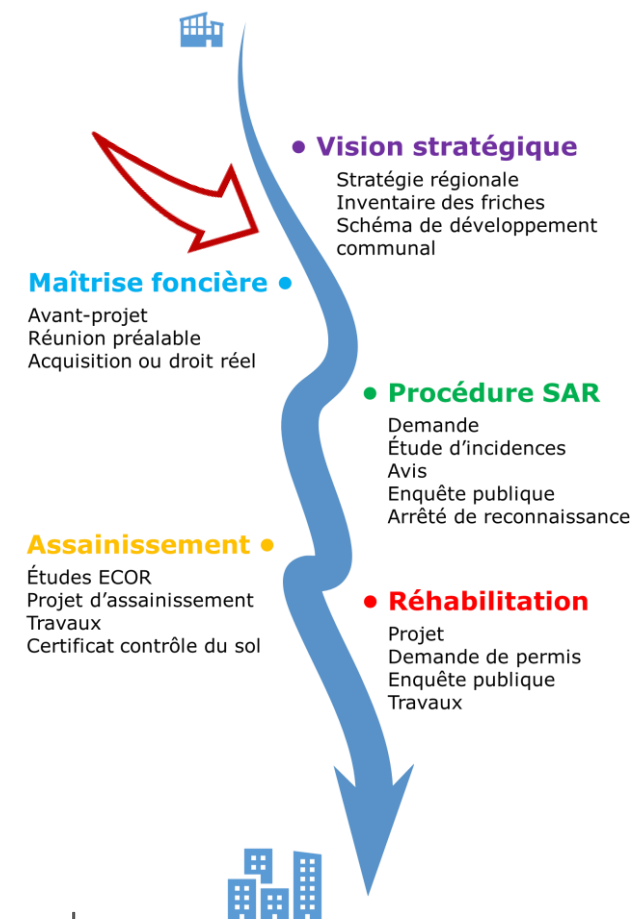 • Vision stratégique
Stratégie régionale
Inventaire des friches
Schéma de développement
communal
Maîtrise foncière •
Avant-projet
Réunion préalable
Acquisition ou droit réel
• Procédure SAR
Demande
Étude d’incidences
Avis
Enquête publique
Arrêté de reconnaissance
Assainissement •
Études ECOR
Projet d’assainissement
Travaux
Certificat contrôle du sol
• Réhabilitation
Projet
Demande de permis
Enquête publique
Travaux